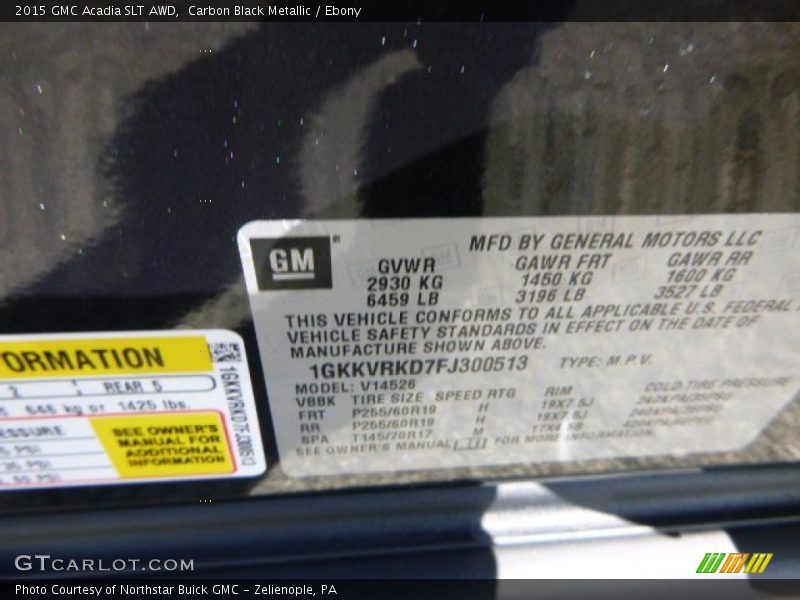 2015 GMC Acadia SLT AWD, Carbon Black Metallic / Ebony
GM
MFD BY GENERAL MOTORS LLC
GVWR GAWR FRT GAWR RR
2930 KG 1450 KG 1600 KG
6459 LB 3196 LB 3527 LB
THIS VEHICLE CONFORMS TO ALL APPLICABLE U.S. FEDERAL
VEHICLE SAFETY STANDARDS IN EFFECT ON THE DATE OF
MANUFACTURE SHOWN ABOVE.
1GKKVRKD7FJ300513 TYPE: M.P.V.
MODEL: V14526
VBBK TIRE SIZE SPEED RTG RIM COLD TIRE PRESSURE
FRT P255/60R19 H 19X7.5J
RR P255/60R19 H 19X7.5J
SPA T145/70R17 M
SEE OWNER'S MANUAL FOR MORE INFORMATION
ORMATION
2 REAR 5
646 kg or 1425 lbs.
SEE OWNER'S
MANUAL FOR
ADDITIONAL
INFORMATION
1GKKVRKD7FJ300513
GTCARLOT.COM
Photo Courtesy of Northstar Buick GMC - Zelienople, PA